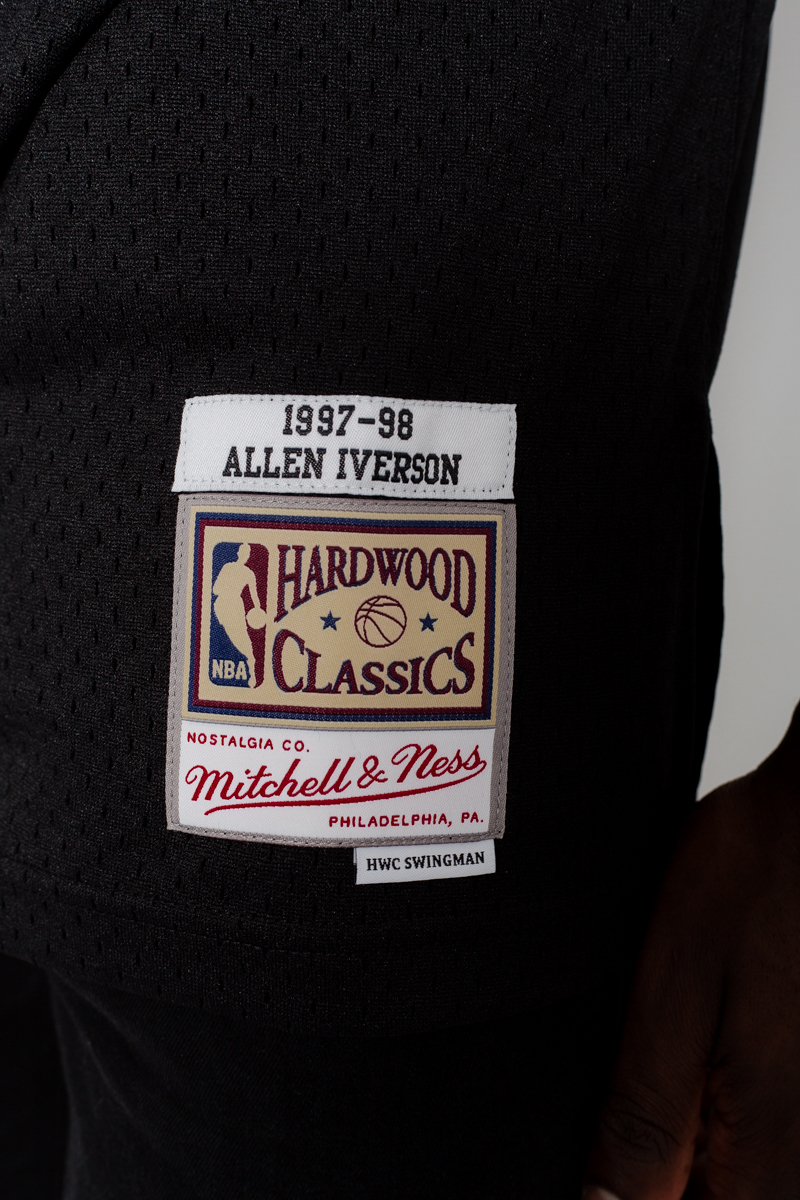 1997-98
ALLEN IVERSON
HARDWOOD
CLASSICS
NBA
NOSTALGIA CO.
Mitchell & Ness
PHILADELPHIA, PA.
HWC SWINGMAN